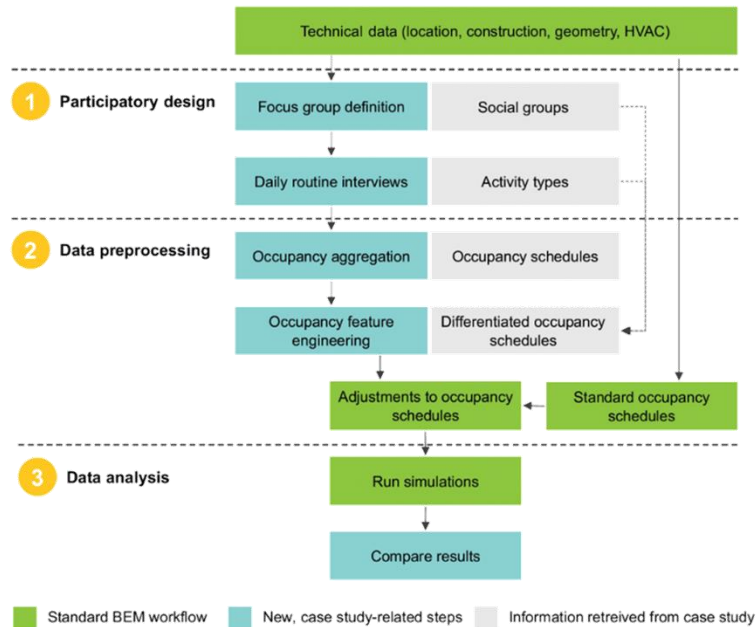 Technical data (location, construction, geometry, HVAC)
1 Participatory design
Focus group definition
Social groups
Daily routine interviews
Activity types
2 Data preprocessing
Occupancy aggregation
Occupancy schedules
Occupancy feature
engineering
Differentiated occupancy
schedules
Adjustments to occupancy
schedules
Standard occupancy
schedules
3 Data analysis
Run simulations
Compare results
Standard BEM workflow
New, case study-related steps
Information retreived from case study